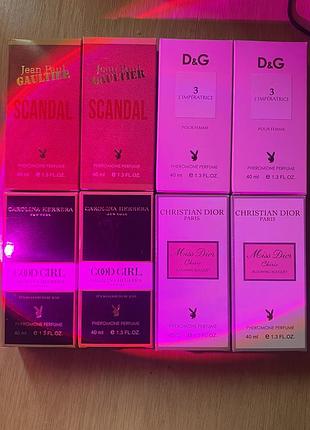 Jean Paul
GAULTIER
SCANDAL
PHEROMONE PERFUME
40 ml e 1.3 FL.OZ.
Jean Paul
GAULTIER
SCANDAL
PHEROMONE PERFUME
40 ml e 1.3 FL.OZ.
D&G
3
L'IMPÉRATRICE
POUR FEMME
PHEROMONE PERFUME
40 ml e 1.3 FL.OZ.
D&G
3
L'IMPÉRATRICE
POUR FEMME
PHEROMONE PERFUME
40 ml e 1.3 FL.OZ.
CAROLINA HERRERA
NEW YORK
GOOD GIRL
PHEROMONE PERFUME
40 ml e 1.3 FL.OZ.
CAROLINA HERRERA
NEW YORK
GOOD GIRL
PHEROMONE PERFUME
40 ml e 1.3 FL.OZ.
CHRISTIAN DIOR
PARIS
Miss Dior
Chérie
BLOOMING BOUQUET
PHEROMONE PERFUME
40 ml e 1.3 FL.OZ.
CHRISTIAN DIOR
PARIS
Miss Dior
Chérie
BLOOMING BOUQUET
PHEROMONE PERFUME
40 ml e 1.3 FL.OZ.